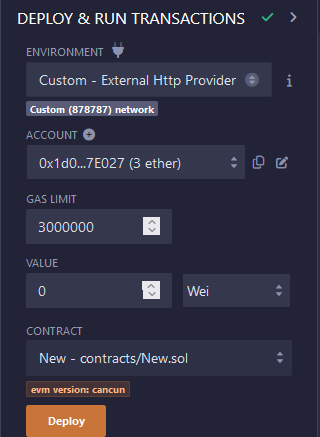 DEPLOY & RUN TRANSACTIONS
ENVIRONMENT
Custom - External Http Provider
Custom (878787) network
ACCOUNT
0x1d0...7E027 (3 ether)
GAS LIMIT
3000000
VALUE
0 Wei
CONTRACT
New - contracts/New.sol
evm version: cancun
Deploy